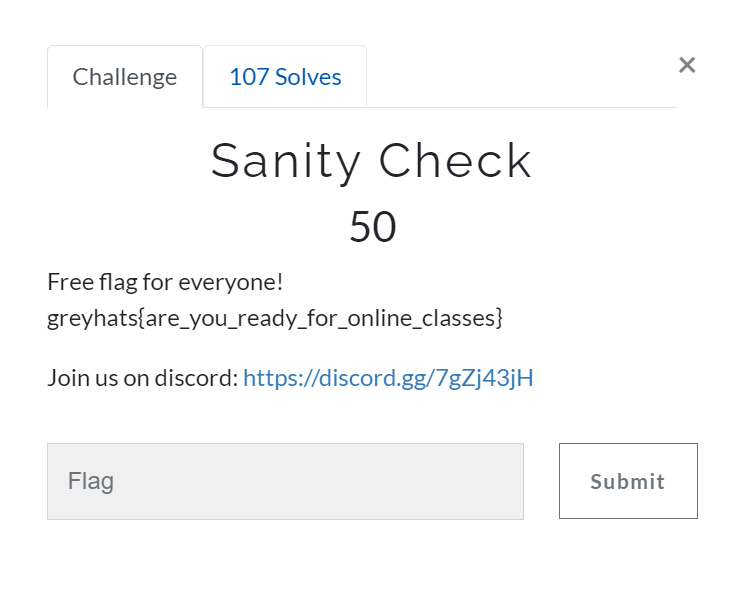 Challenge
107 Solves
×
Sanity Check
50
Free flag for everyone!
greyhats{are_you_ready_for_online_classes}
Join us on discord: https://discord.gg/7gZj43jH
Flag
Submit